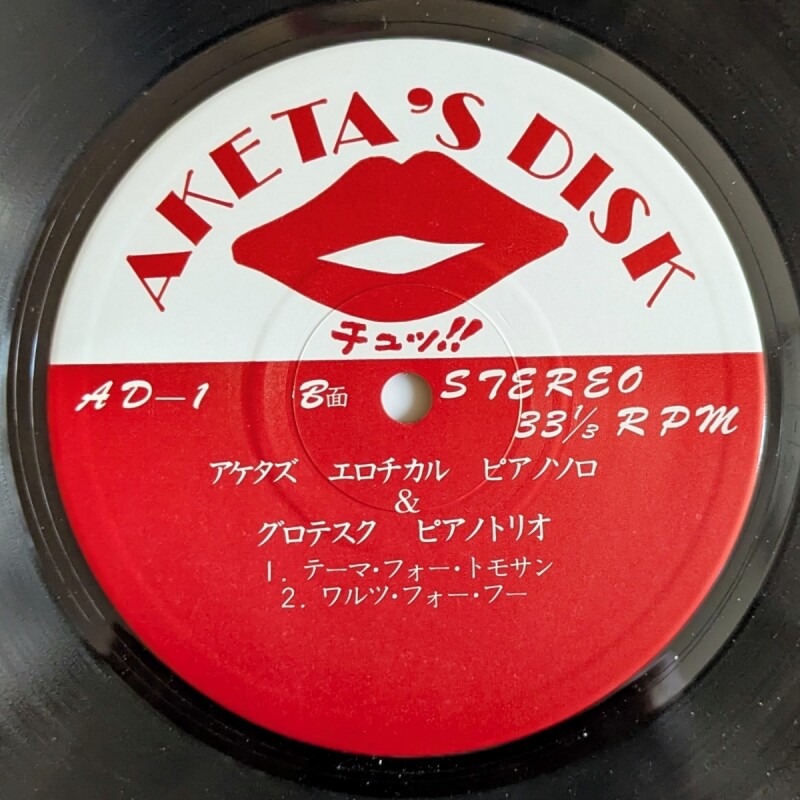 AKETA'S DISK
チュッ!!
AD—1 B面 STEREO
33⅓ RPM
アケタズ エロチカル ピアノソロ
&
グロテスク ピアノトリオ
1. テーマ・フォー・トモサン
2. ワルツ・フォー・フー